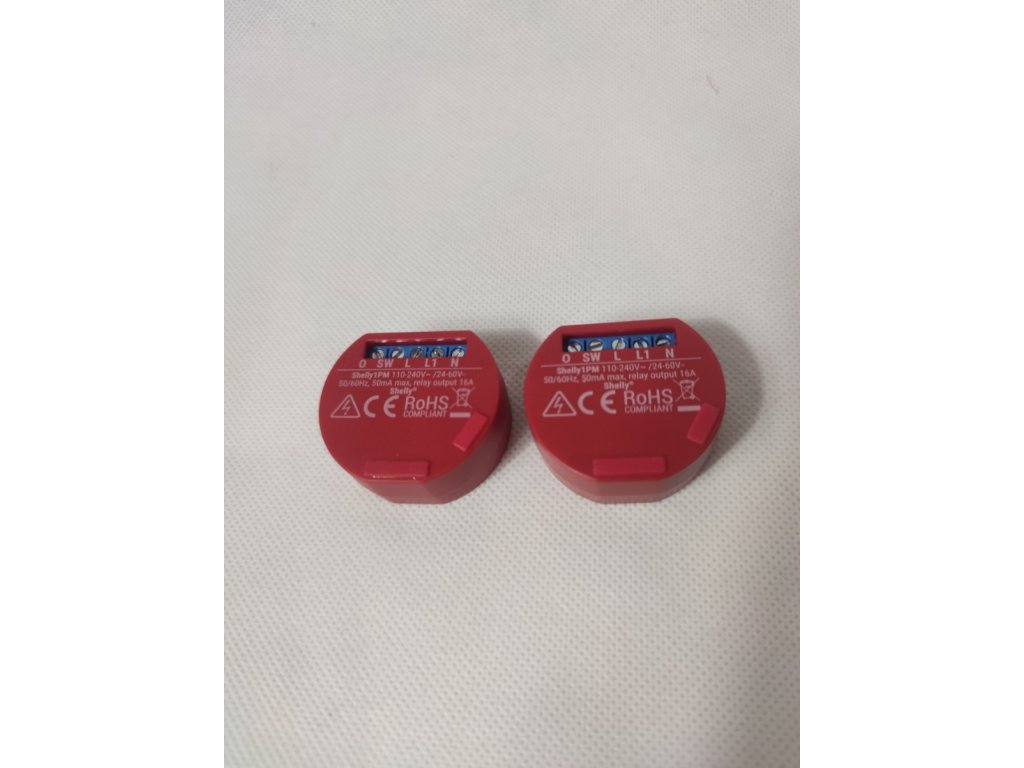 O SW L L1 N
Shelly1PM 110-240V~ /24-60V⎓
50/60Hz, 50mA max, relay output 16A
Shelly®
CE RoHS
COMPLIANT
O SW L L1 N
Shelly1PM 110-240V~ /24-60V⎓
50/60Hz, 50mA max, relay output 16A
Shelly®
CE RoHS
COMPLIANT